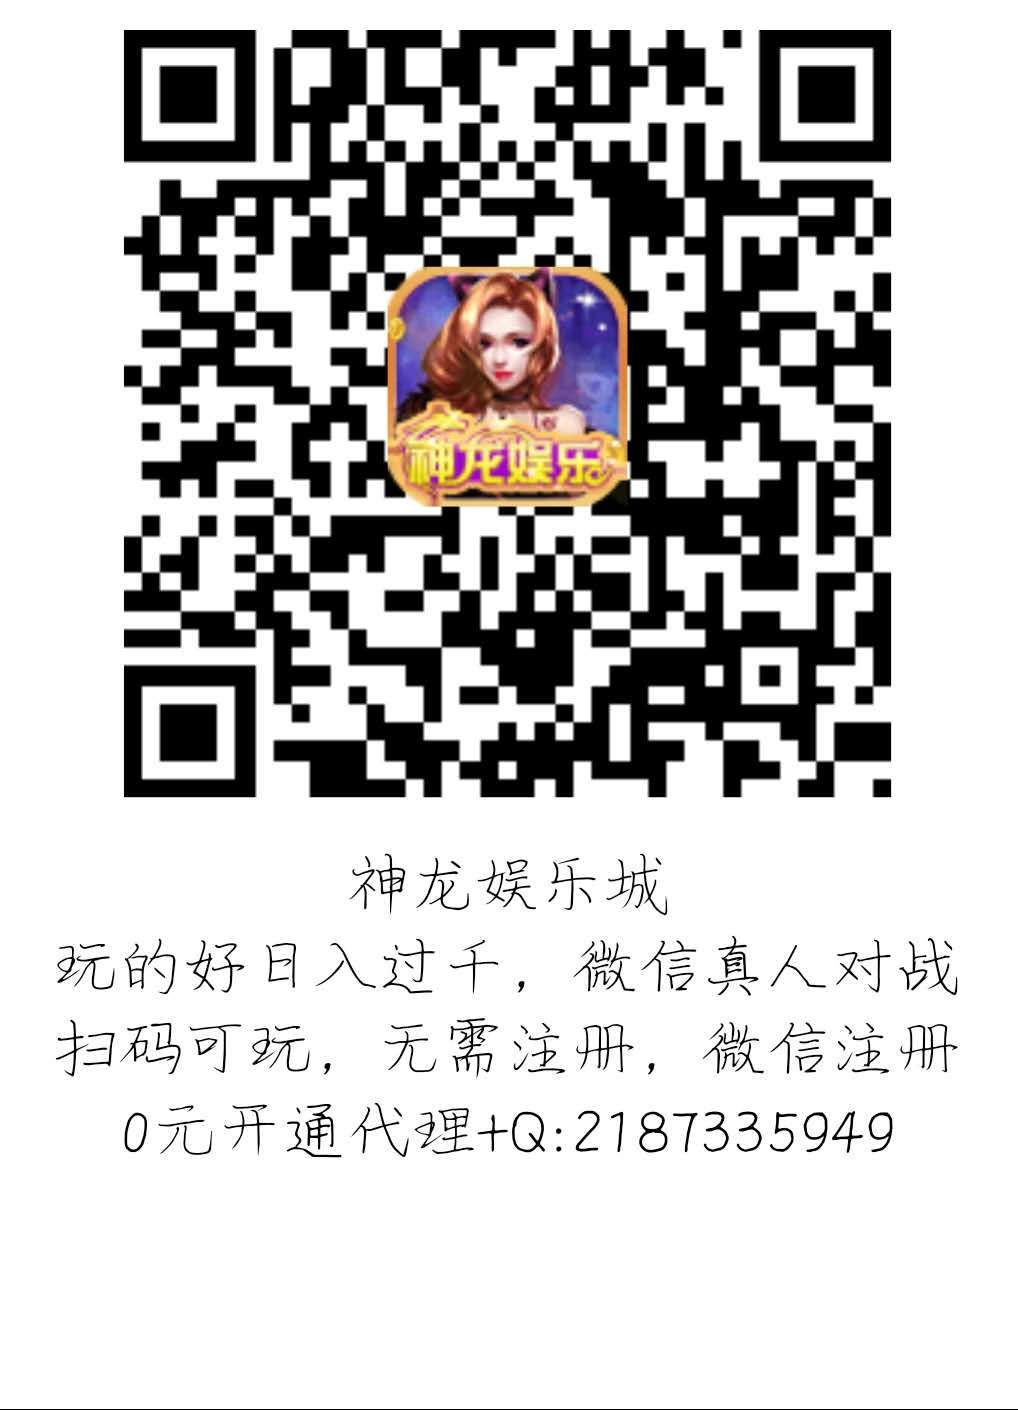 神龙娱乐
神龙娱乐城
玩的好日入过千，微信真人对战
扫码可玩，无需注册，微信注册
0元开通代理+Q:2187335949